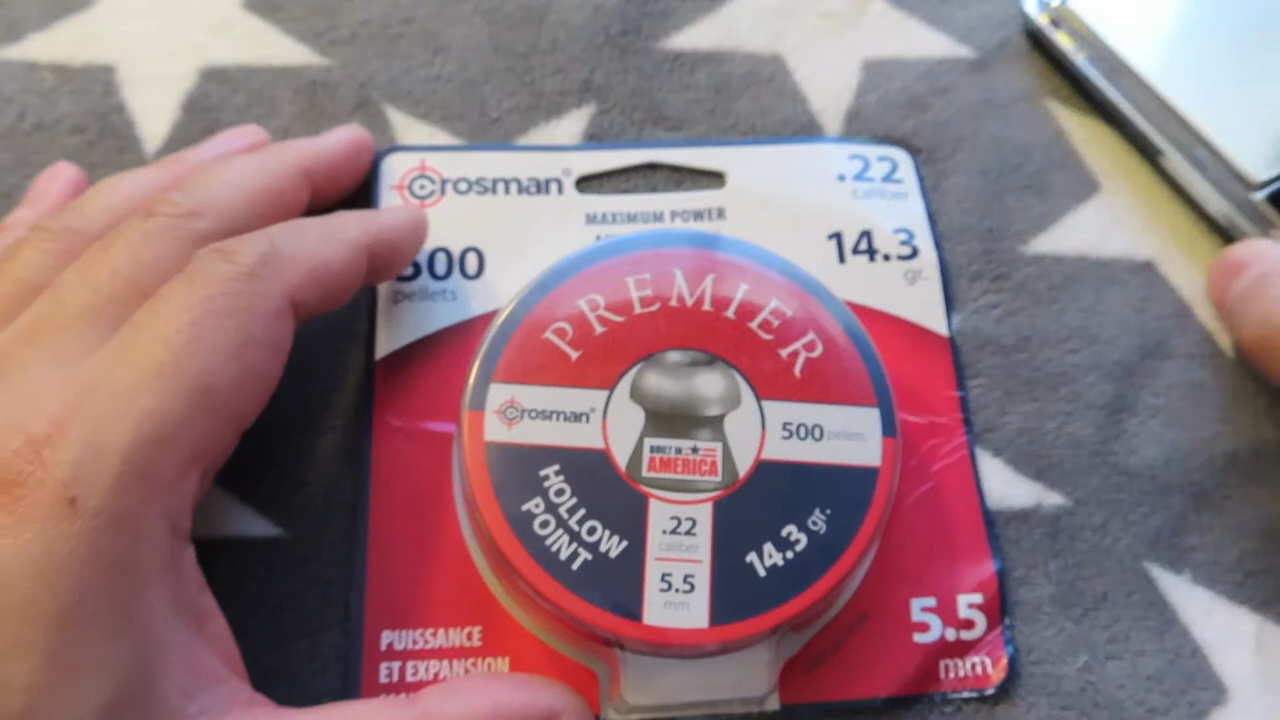 Crosman®
.22
caliber
MAXIMUM POWER
500
pellets
14.3
gr.
PREMIER
Crosman®
500 pellets
BUILT IN
AMERICA
HOLLOW
POINT
.22
caliber
5.5
mm
14.3 gr.
PUISSANCE
ET EXPANSION
5.5
mm